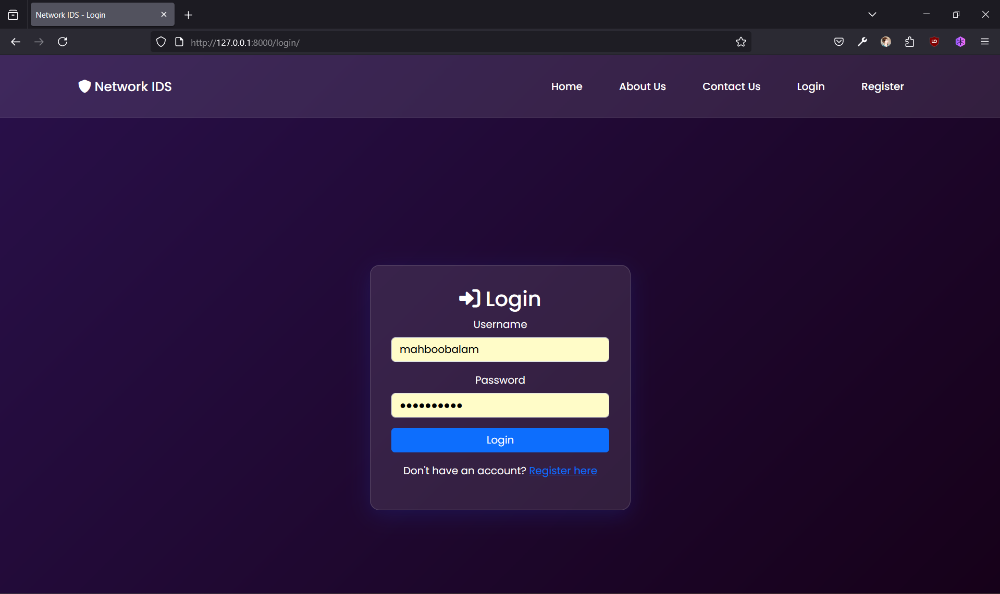 Network IDS - Login
http://127.0.0.1:8000/login/
Network IDS
Home About Us Contact Us Login Register
Login
Username
mahboobalam
Password
Login
Don't have an account? Register here